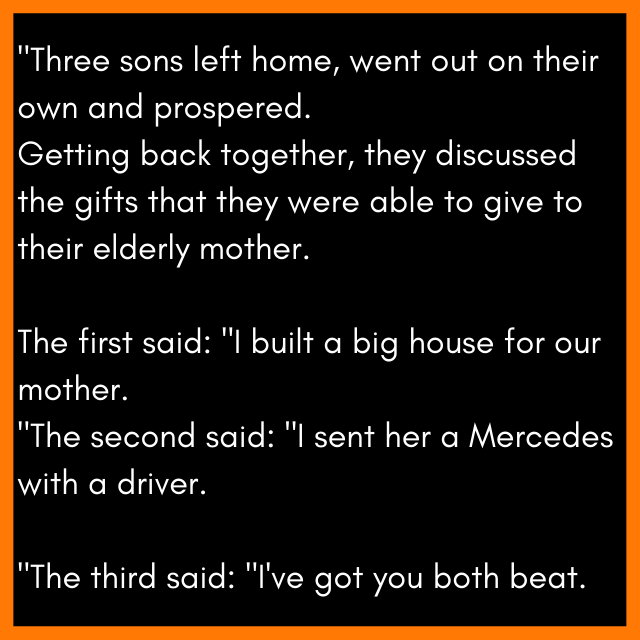 "Three sons left home, went out on their
own and prospered.
Getting back together, they discussed
the gifts that they were able to give to
their elderly mother.
The first said: "I built a big house for our
mother.
"The second said: "I sent her a Mercedes
with a driver.
"The third said: "I've got you both beat.